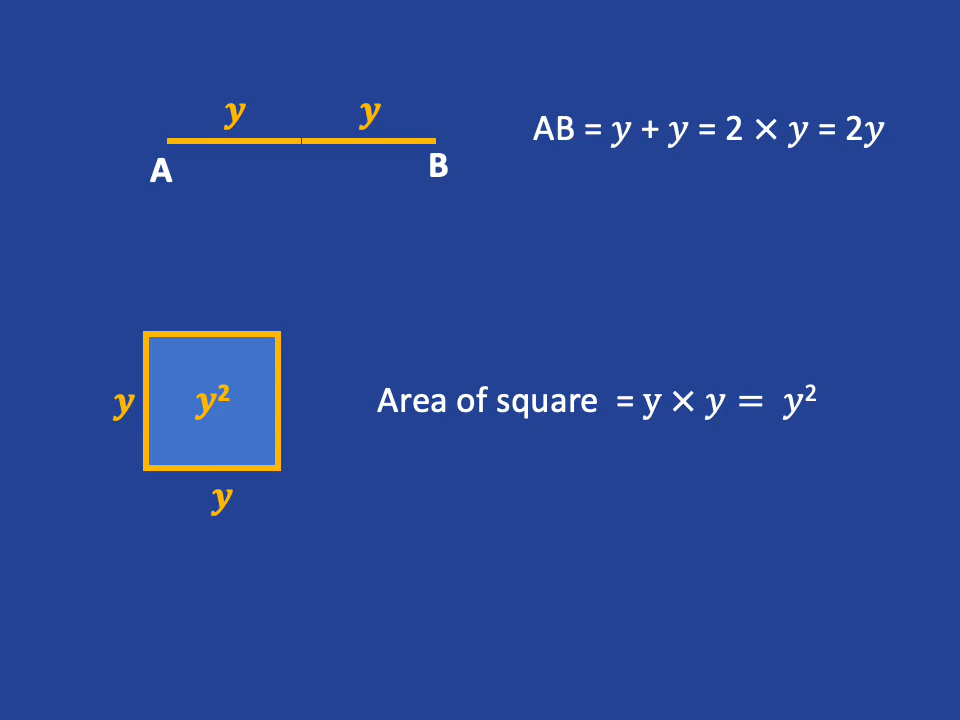 y y
AB = y + y = 2 × y = 2y
A B
y y² Area of square = y × y = y²
y